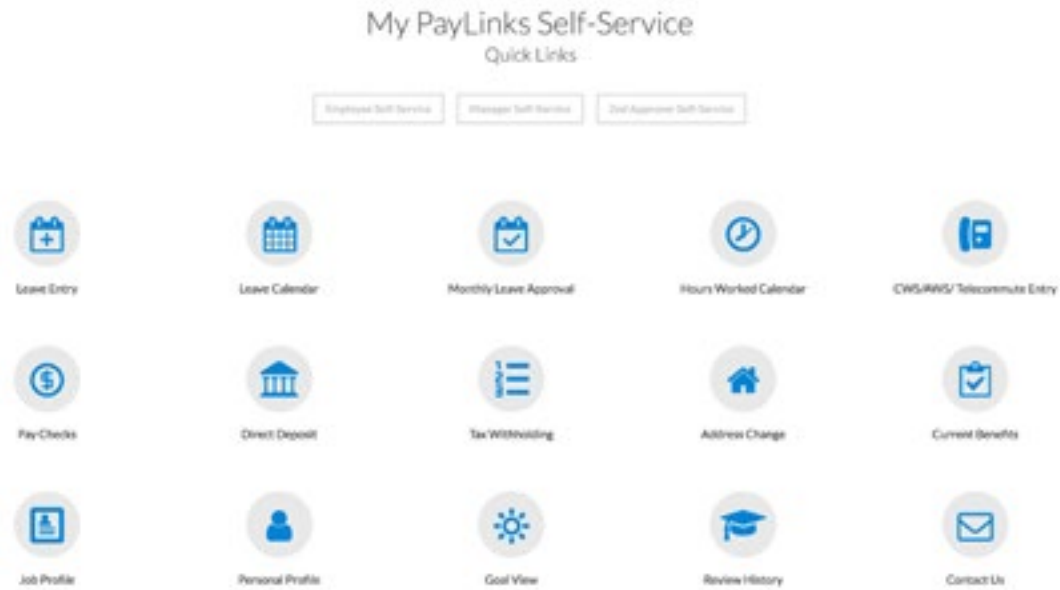 My PayLinks Self-Service
Quick Links
Employee Self-Service Manager Self-Service 2nd Approver Self-Service
Leave Entry Leave Calendar Monthly Leave Approval Hours Worked Calendar CWS/AWS/ Telecommute Entry
Pay Checks Direct Deposit Tax Withholding Address Change Current Benefits
Job Profile Personal Profile Goal View Review History Contact Us